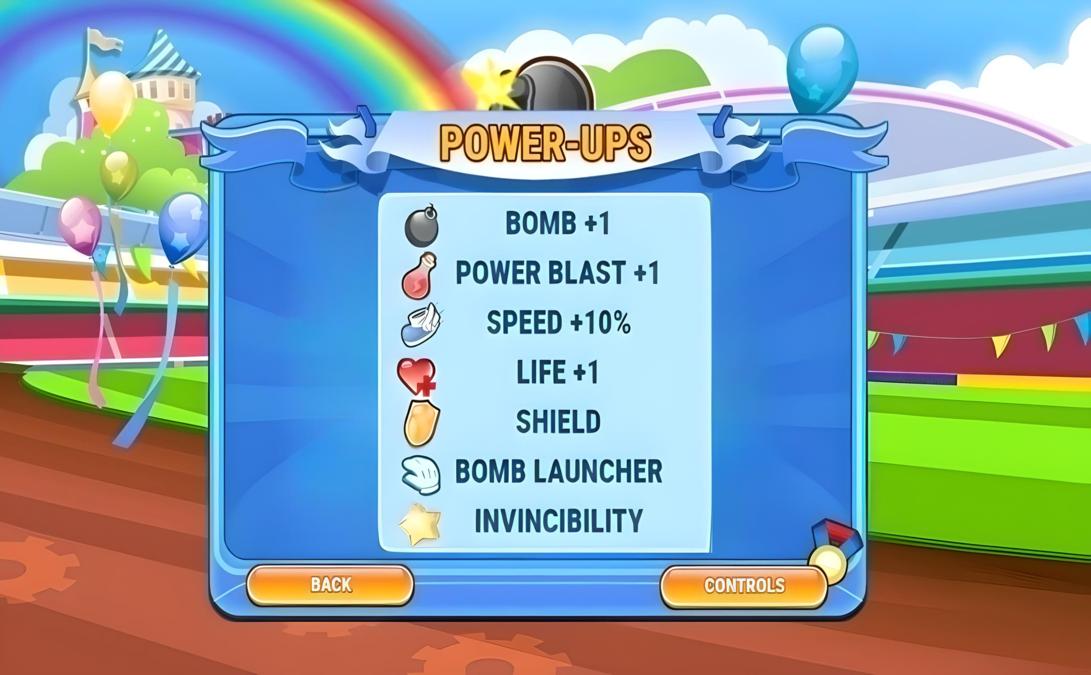 POWER-UPS
BOMB +1
POWER BLAST +1
SPEED +10%
LIFE +1
SHIELD
BOMB LAUNCHER
INVINCIBILITY
BACK
CONTROLS